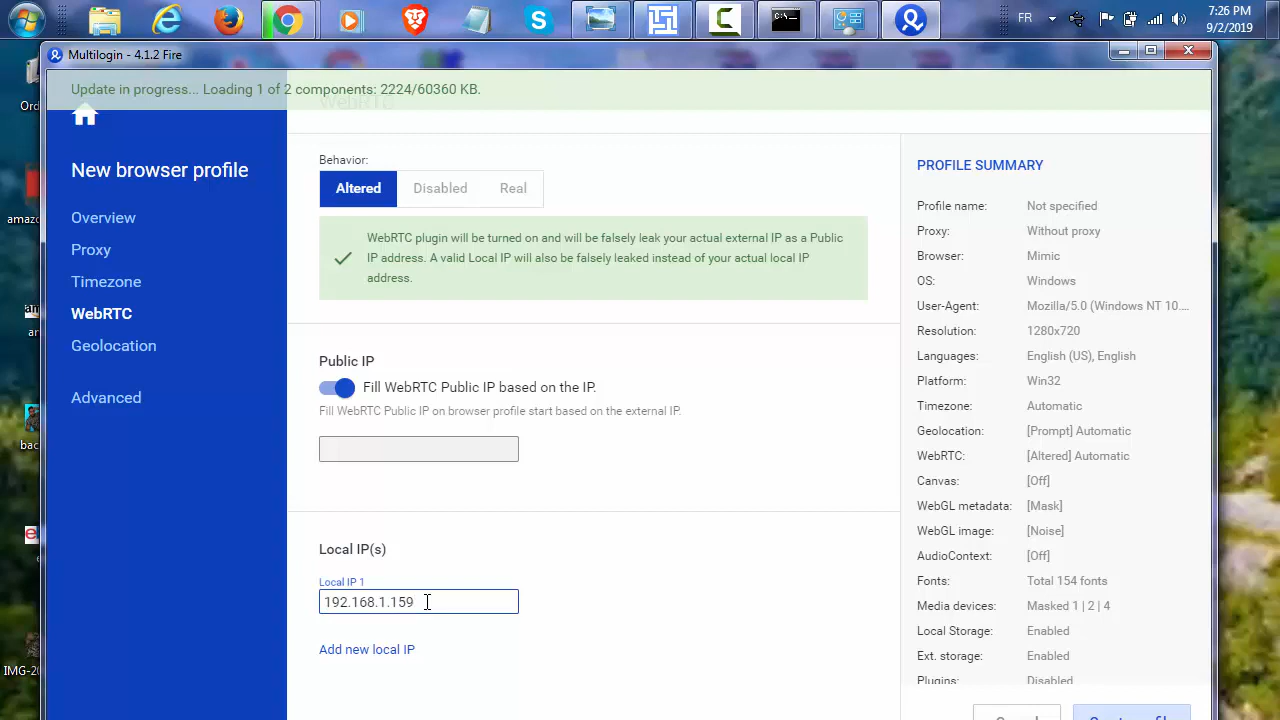 FR
7:26 PM
9/2/2019
Multilogin - 4.1.2 Fire
Update in progress... Loading 1 of 2 components: 2224/60360 KB.
WebRTC
New browser profile
Overview
Proxy
Timezone
WebRTC
Geolocation
Advanced
Behavior:
Altered
Disabled
Real
WebRTC plugin will be turned on and will be falsely leak your actual external IP as a Public
IP address. A valid Local IP will also be falsely leaked instead of your actual local IP
address.
Public IP
Fill WebRTC Public IP based on the IP.
Fill WebRTC Public IP on browser profile start based on the external IP.
Local IP(s)
Local IP 1
192.168.1.159
Add new local IP
PROFILE SUMMARY
Profile name: Not specified
Proxy: Without proxy
Browser: Mimic
OS: Windows
User-Agent: Mozilla/5.0 (Windows NT 10....
Resolution: 1280x720
Languages: English (US), English
Platform: Win32
Timezone: Automatic
Geolocation: [Prompt] Automatic
WebRTC: [Altered] Automatic
Canvas: [Off]
WebGL metadata: [Mask]
WebGL image: [Noise]
AudioContext: [Off]
Fonts: Total 154 fonts
Media devices: Masked 1 | 2 | 4
Local Storage: Enabled
Ext. storage: Enabled
Plugins: Disabled
Ord
amazo
bac
IMG-20